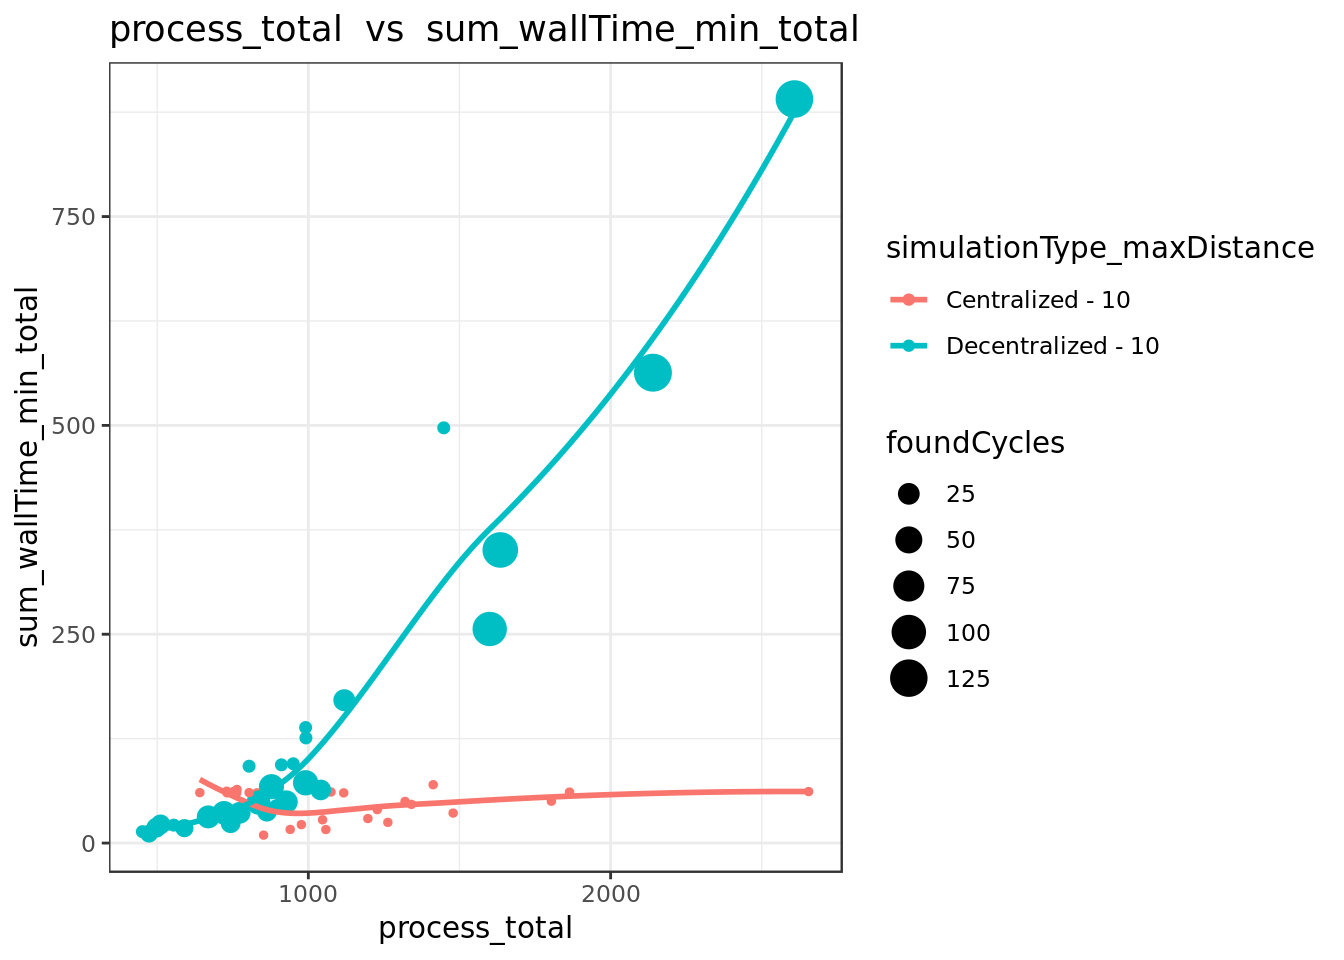 process_total  vs  sum_wallTime_min_total
sum_wallTime_min_total
750
500
250
0
1000
2000
process_total
simulationType_maxDistance
Centralized - 10
Decentralized - 10
foundCycles
25
50
75
100
125